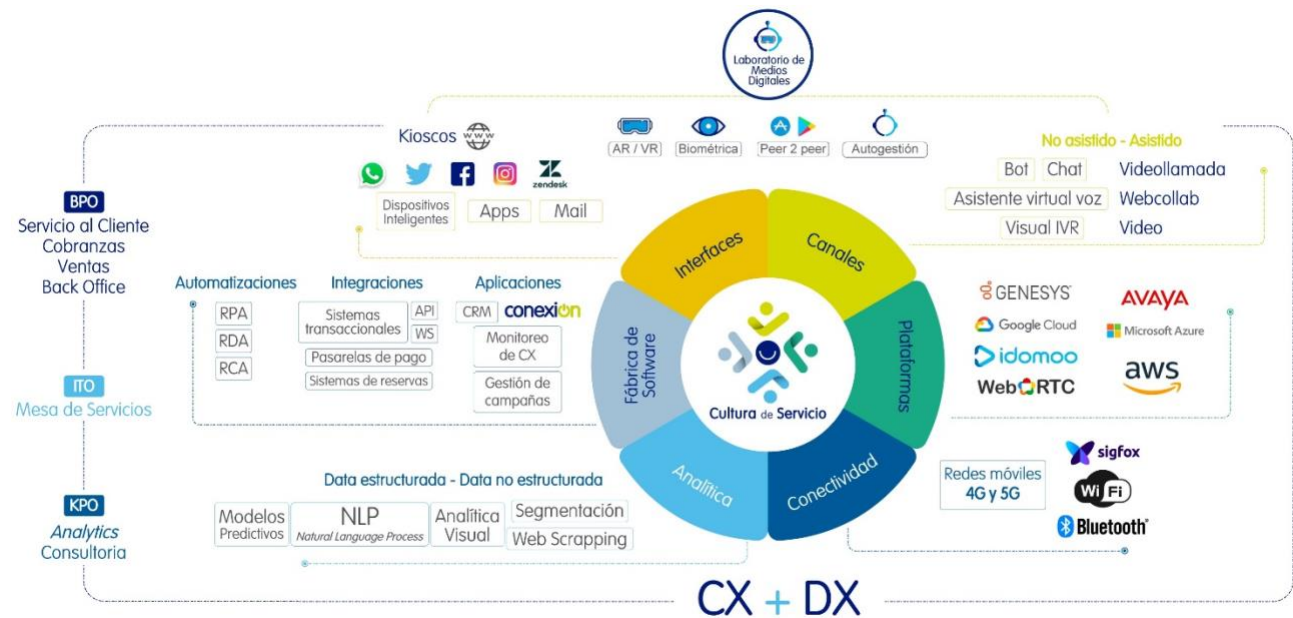 Laboratorio de
Medios
Digitales
Kioscos
www
AR / VR
Biométrica
Peer 2 peer
Autogestión
zendesk
Dispositivos
Inteligentes
Apps
Mail
No asistido - Asistido
Bot
Chat
Videollamada
Asistente virtual voz
Webcollab
Visual IVR
Video
BPO
Servicio al Cliente
Cobranzas
Ventas
Back Office
ITO
Mesa de Servicios
KPO
Analytics
Consultoria
Automatizaciones
RPA
RDA
RCA
Integraciones
Sistemas
transaccionales
API
WS
Pasarelas de pago
Sistemas de reservas
Aplicaciones
CRM
conexion
Monitoreo
de CX
Gestión de
campañas
Interfaces
Canales
Plataformas
Conectividad
Analítica
Fábrica de
Software
Cultura de Servicio
GENESYS
AVAYA
Google Cloud
Microsoft Azure
idomoo
aws
Web RTC
Data estructurada - Data no estructurada
Modelos
Predictivos
NLP
Natural Language Process
Analítica
Visual
Segmentación
Web Scrapping
Redes móviles
4G y 5G
sigfox
Wi Fi
Bluetooth
CX + DX